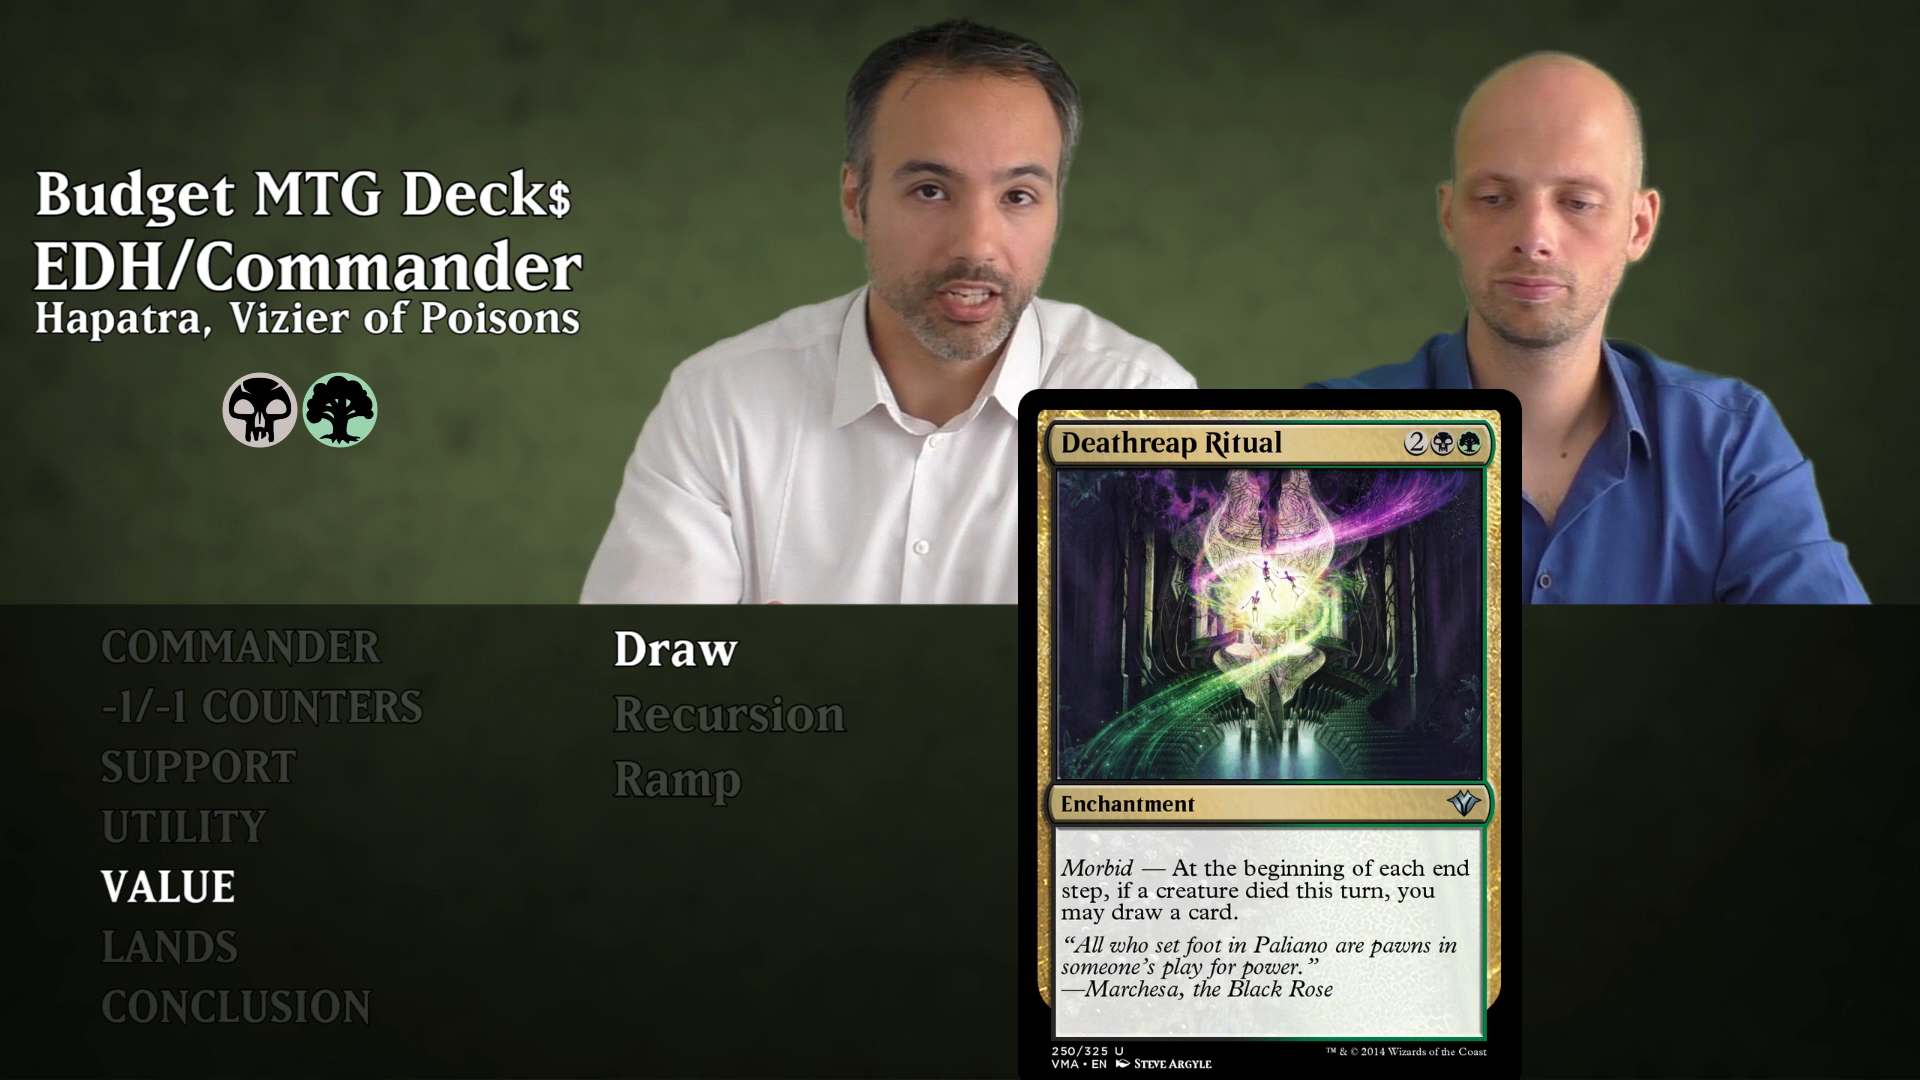 Budget MTG Deck$
EDH/Commander
Hapatra, Vizier of Poisons
COMMANDER
-1/-1 COUNTERS
SUPPORT
UTILITY
VALUE
LANDS
CONCLUSION
Draw
Recursion
Ramp
Deathreap Ritual 2
Enchantment
Morbid — At the beginning of each end
step, if a creature died this turn, you
may draw a card.
“All who set foot in Paliano are pawns in
someone’s play for power.”
—Marchesa, the Black Rose
250/325 U
VMA • EN STEVE ARGYLE
™ & © 2014 Wizards of the Coast